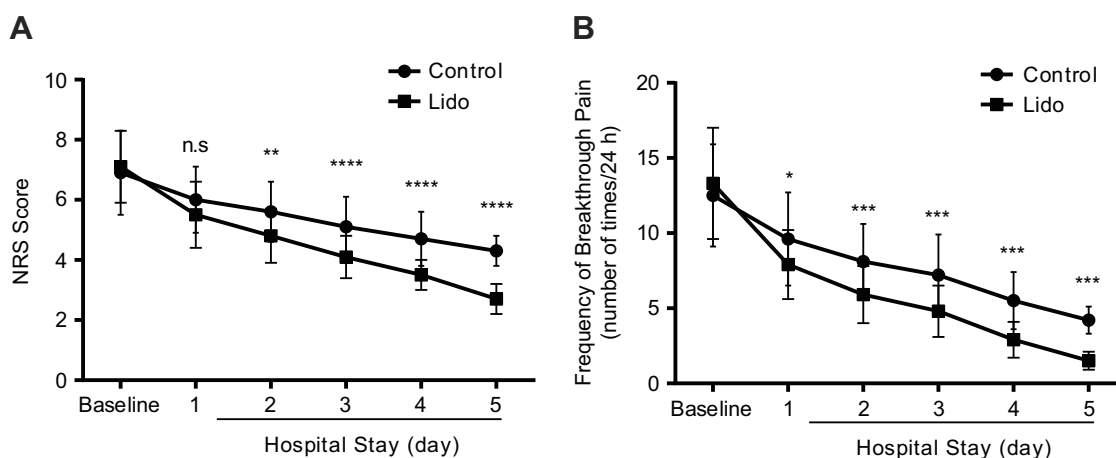 A
NRS Score
10
8
6
4
2
0
Control
Lido
n.s
**
****
****
****
Baseline 1 2 3 4 5
Hospital Stay (day)
B
Frequency of Breakthrough Pain
(number of times/24 h)
20
15
10
5
0
Control
Lido
*
***
***
***
***
Baseline 1 2 3 4 5
Hospital Stay (day)